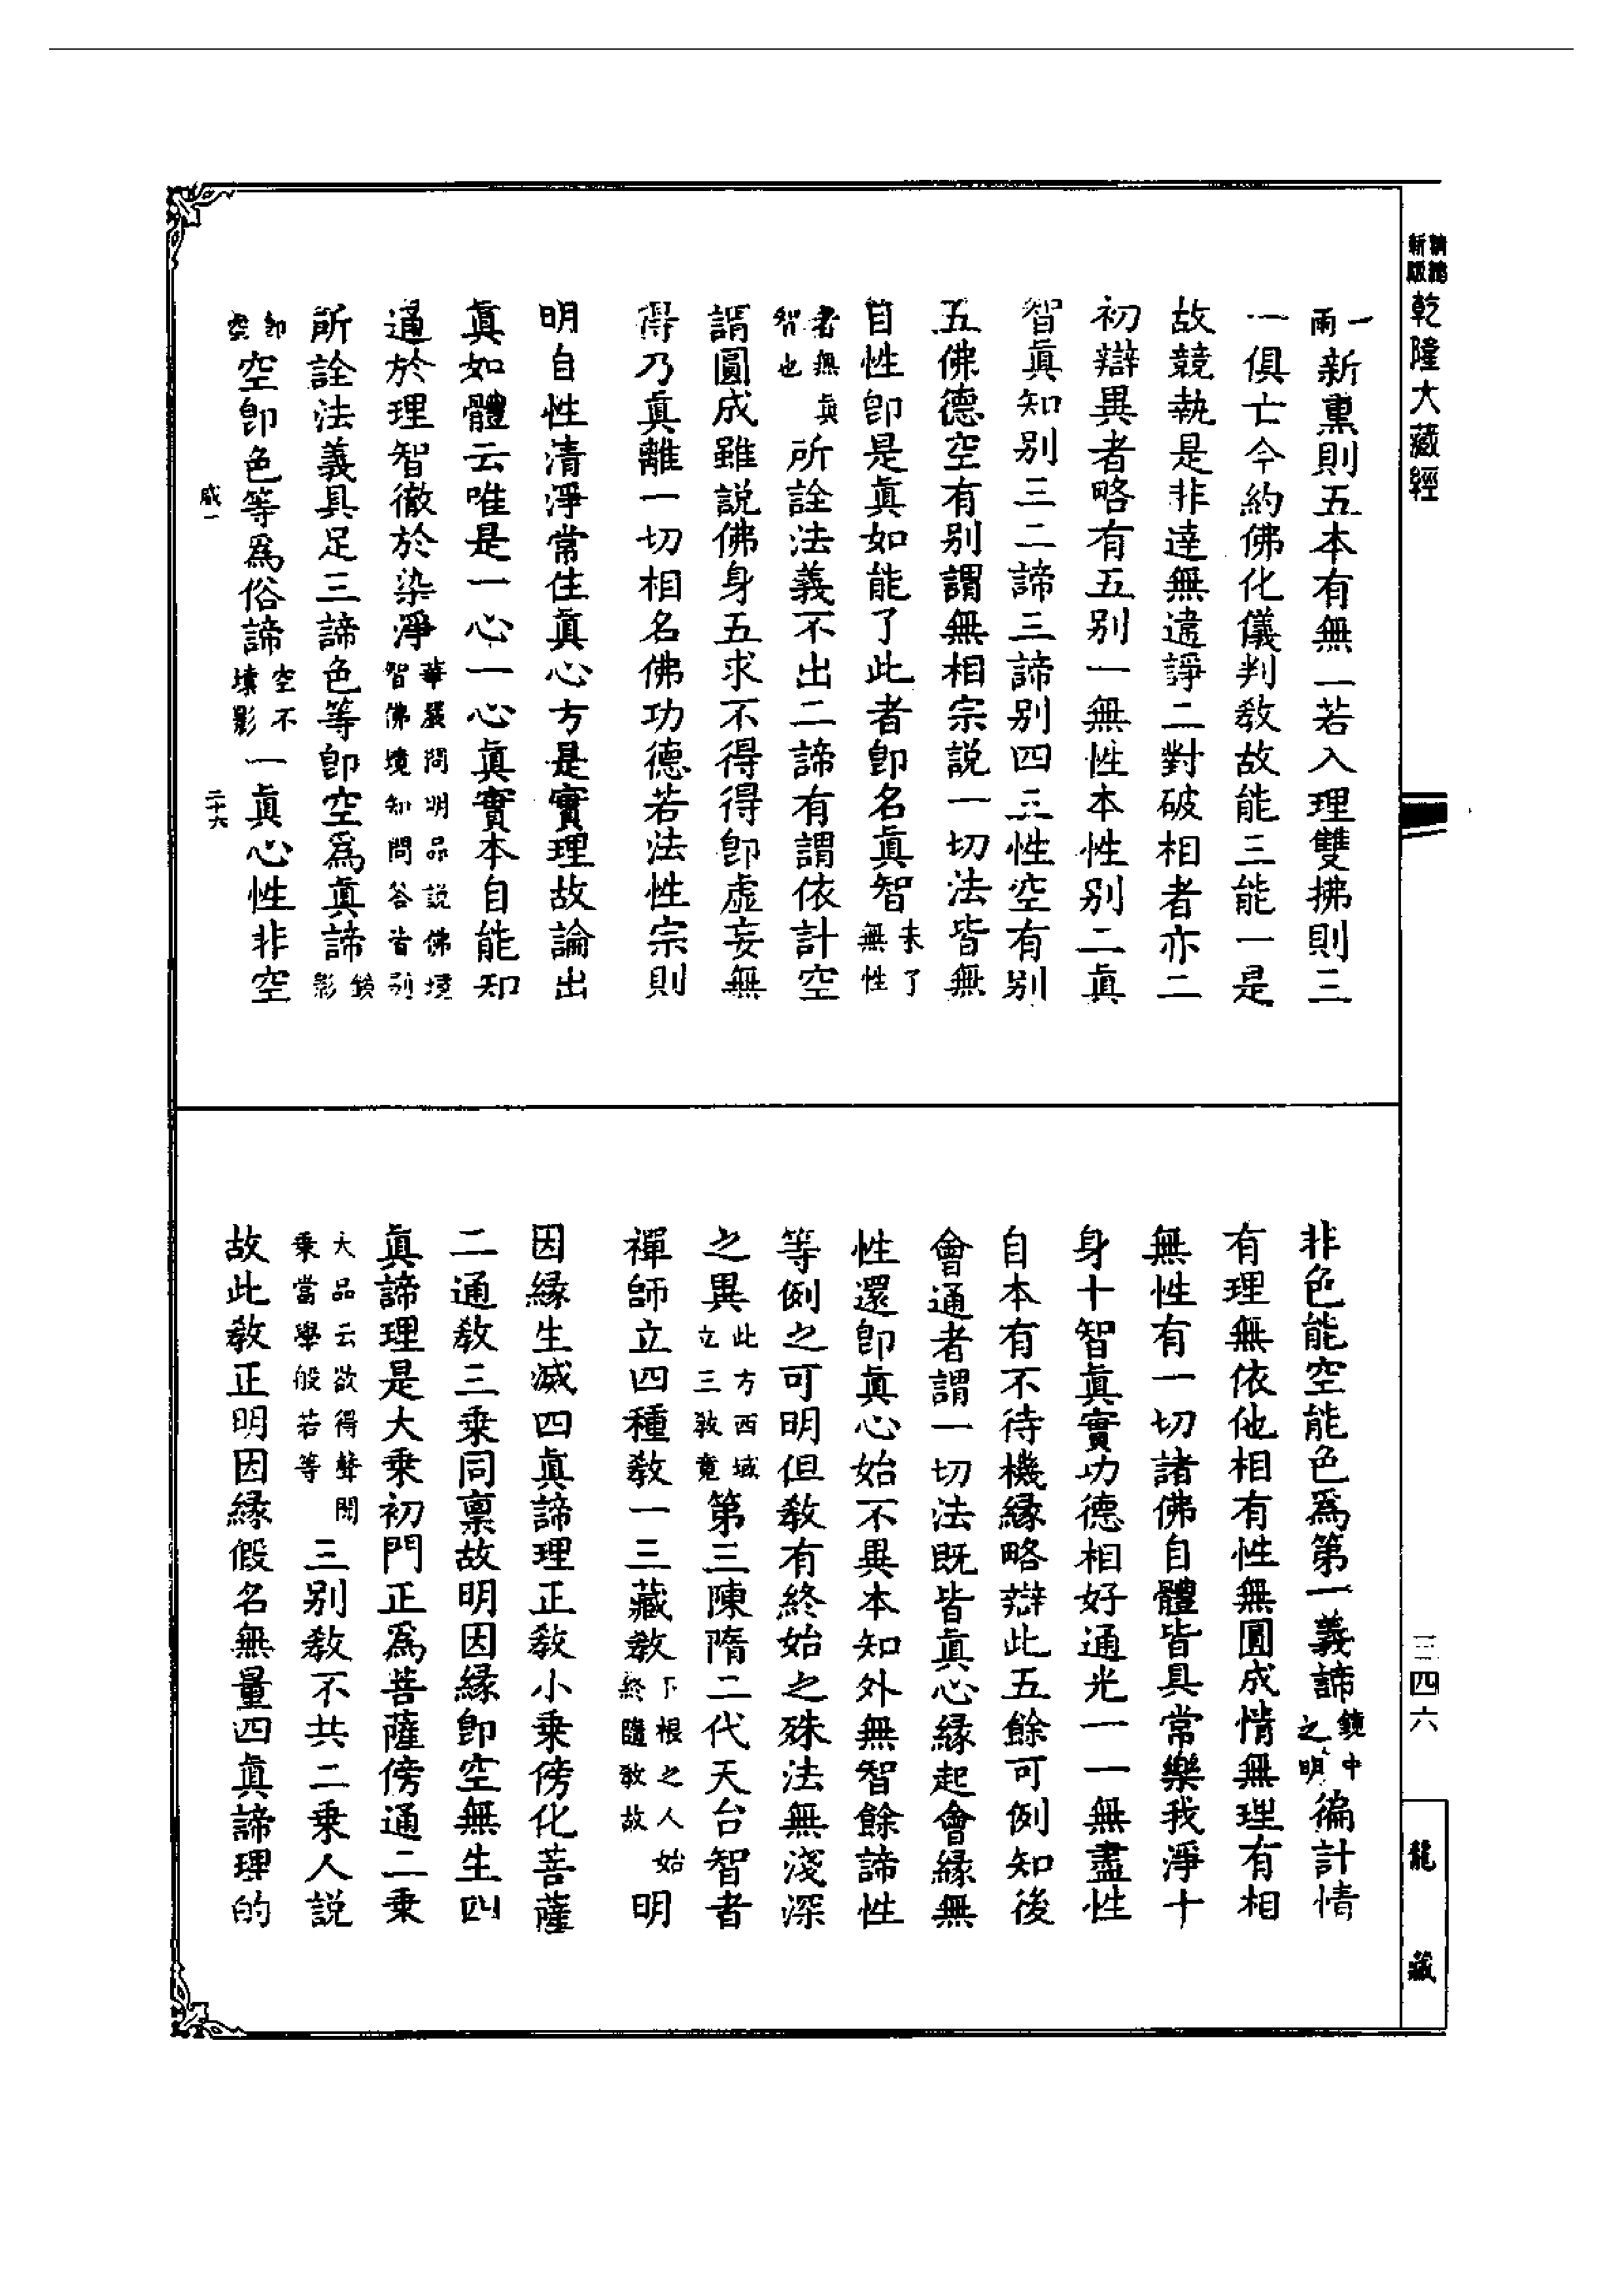 精縮
新版
乾隆大藏經
一
兩
新熏則五本有無一若入理雙拂則三
一俱亡今約佛化儀判敎故能三能一是
故競執是非達無違諍二對破相者亦二
初辯異者略有五別一無性本性別二眞
智眞知別三二諦三諦別四三性空有別
五佛德空有別謂無相宗說一切法皆無
自性卽是眞如能了此者卽名眞智
未了
無性
者無眞
智也
所詮法義不出二諦有謂依計空
謂圓成雖說佛身五求不得得卽虛妄無
得乃眞離一切相名佛功德若法性宗則
明自性清淨常住眞心方是實理故論出
眞如體云唯是一心一心眞實本自能知
通於理智徹於染淨
華嚴問明品說佛境
智佛境知問答皆別
所詮法義具足三諦色等卽空爲眞諦
鏡
影
卽
空
空卽色等爲俗諦
空不
壞影
一眞心性非空
咸一
二十六
非色能空能色爲第一義諦
鏡中
之明
徧計情
有理無依他相有性無圓成情無理有相
無性有一切諸佛自體皆具常樂我淨十
身十智眞實功德相好通光一一無盡性
自本有不待機緣略辯此五餘可例知後
會通者謂一切法既皆眞心緣起會緣無
性還卽眞心始不異本知外無智餘諦性
等例之可明但敎有終始之殊法無淺深
之異
此方西域
立三敎竟
第三陳隋二代天台智者
禪師立四種敎一三藏敎
下根之人始
終隨敎故
明
因緣生滅四眞諦理正敎小乘傍化菩薩
二通敎三乘同稟故明因緣卽空無生四
眞諦理是大乘初門正爲菩薩傍通二乘
大品云欲得聲聞
乘當學般若等
三別敎不共二乘人說
故此敎正明因緣假名無量四眞諦理的
三四六
龍藏